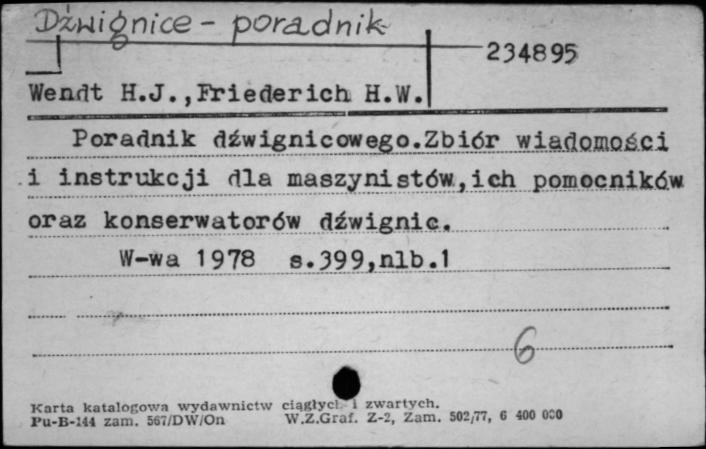 Dźwignice - poradnik
234895
Wendt H.J.,Friederich H.W.
Poradnik dźwignicowego.Zbiór wiadomości
i instrukcji dla maszynistów,ich pomocników
oraz konserwatorów dźwignic.
W-wa 1978 s.399,nlb.1
6
Karta katalogowa wydawnictw ciągłych i zwartych.
Pu-B-144 zam. 567/DW/On W.Z.Graf. Z-2, Zam. 502/77, 6 400 000